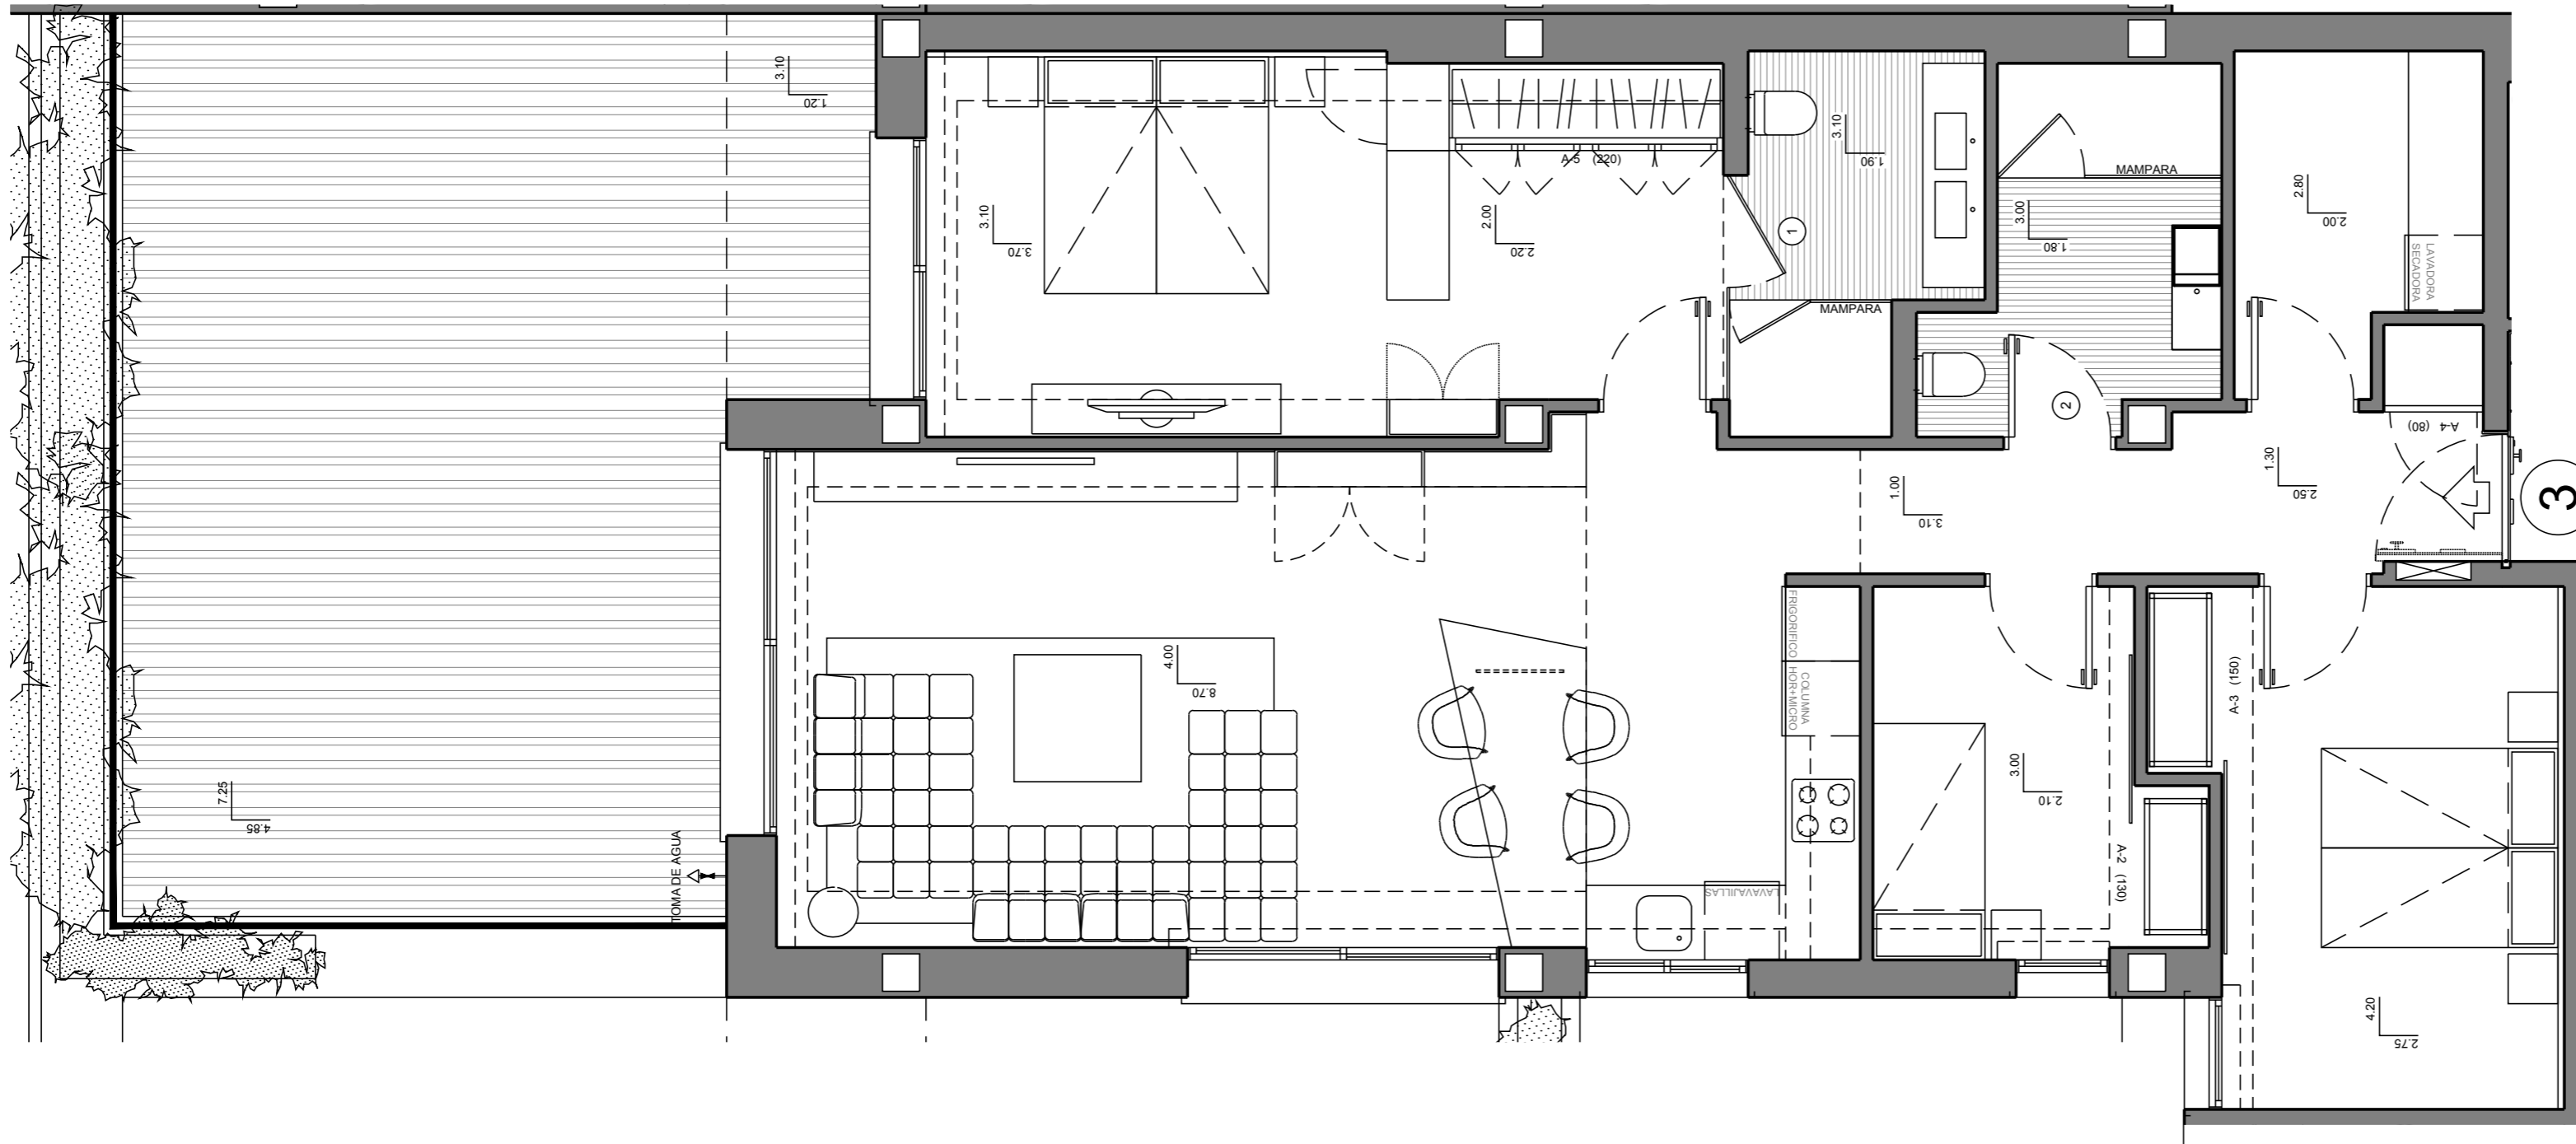 3.10
1.20
A-5 (220)
3.10
1.90
MAMPARA
2.80
2.00
3.10
3.70
2.00
2.20
1
3.00
1.80
LAVADORA
SECADORA
MAMPARA
2
A-4 (80)
1.00
3.10
1.30
2.50
3
FRIGORIFICO
COLUMNA
HOR+MICRO
4.00
8.70
A-3 (150)
7.25
4.85
3.00
2.10
TOMA DE AGUA
LAVAVAJILLAS
A-2 (130)
4.20
2.75